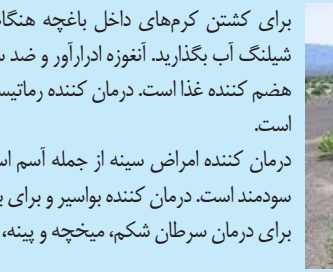 برای کشتن کرم‌های داخل باغچه هنگا
شیلنگ آب بگذارید. آنغوزه ادرارآور و ضد
هضم کننده غذا است. درمان کننده رماتیس
است.
درمان کننده امراض سینه از جمله آسم اس
سودمند است. درمان کننده بواسیر و برای
برای درمان سرطان شکم، میخچه و پینه،